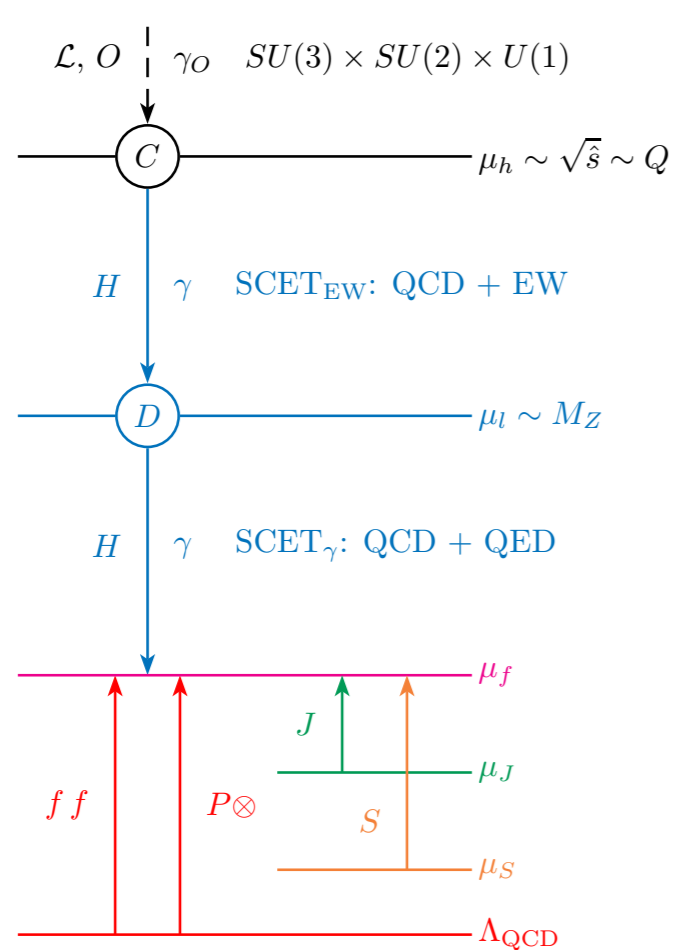 ℒ, O γ_O SU(3) × SU(2) × U(1)
C μ_h ∼ √ŝ ∼ Q
H γ SCET_EW: QCD + EW
D μ_l ∼ M_Z
H γ SCET_γ: QCD + QED
μ_f
J
μ_J
f f P⊗
S
μ_S
Λ_QCD